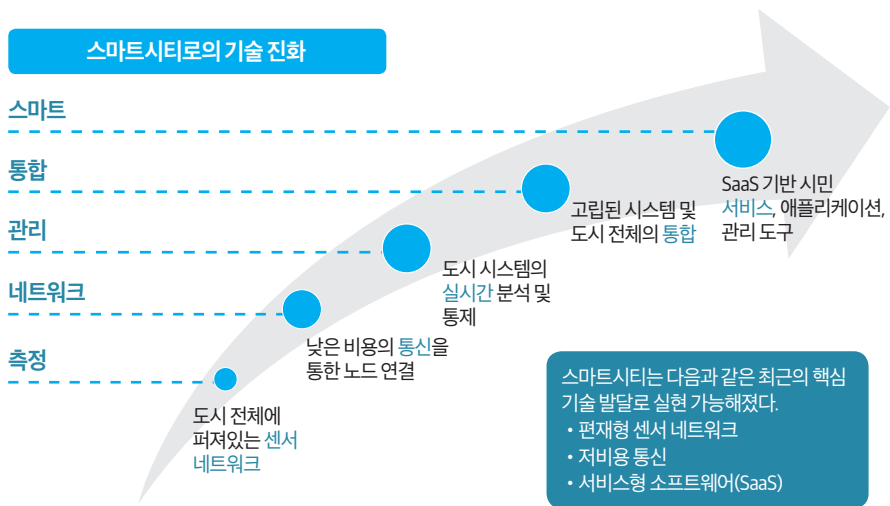 스마트시티로의 기술 진화
스마트
통합
관리
네트워크
측정
SaaS 기반 시민
서비스, 애플리케이션,
관리 도구
고립된 시스템 및
도시 전체의 통합
도시 시스템의
실시간 분석 및
통제
낮은 비용의 통신을
통한 노드 연결
도시 전체에
퍼져있는 센서
네트워크
스마트시티는 다음과 같은 최근의 핵심
기술 발달로 실현 가능해졌다.
• 편재형 센서 네트워크
• 저비용 통신
• 서비스형 소프트웨어(SaaS)